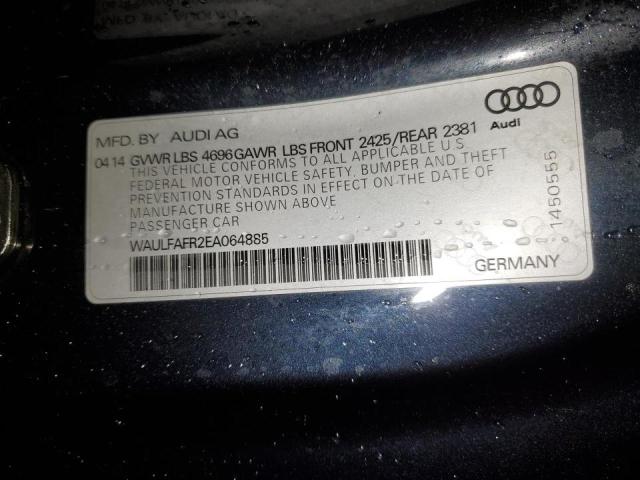 MFD. BY AUDI AG
Audi
04 14 GVWR LBS 4696 GAWR LBS FRONT 2425/REAR 2381
THIS VEHICLE CONFORMS TO ALL APPLICABLE U S
FEDERAL MOTOR VEHICLE SAFETY, BUMPER AND THEFT
PREVENTION STANDARDS IN EFFECT ON THE DATE OF
MANUFACTURE SHOWN ABOVE
PASSENGER CAR
WAULFAFR2EA064885
1450555
GERMANY